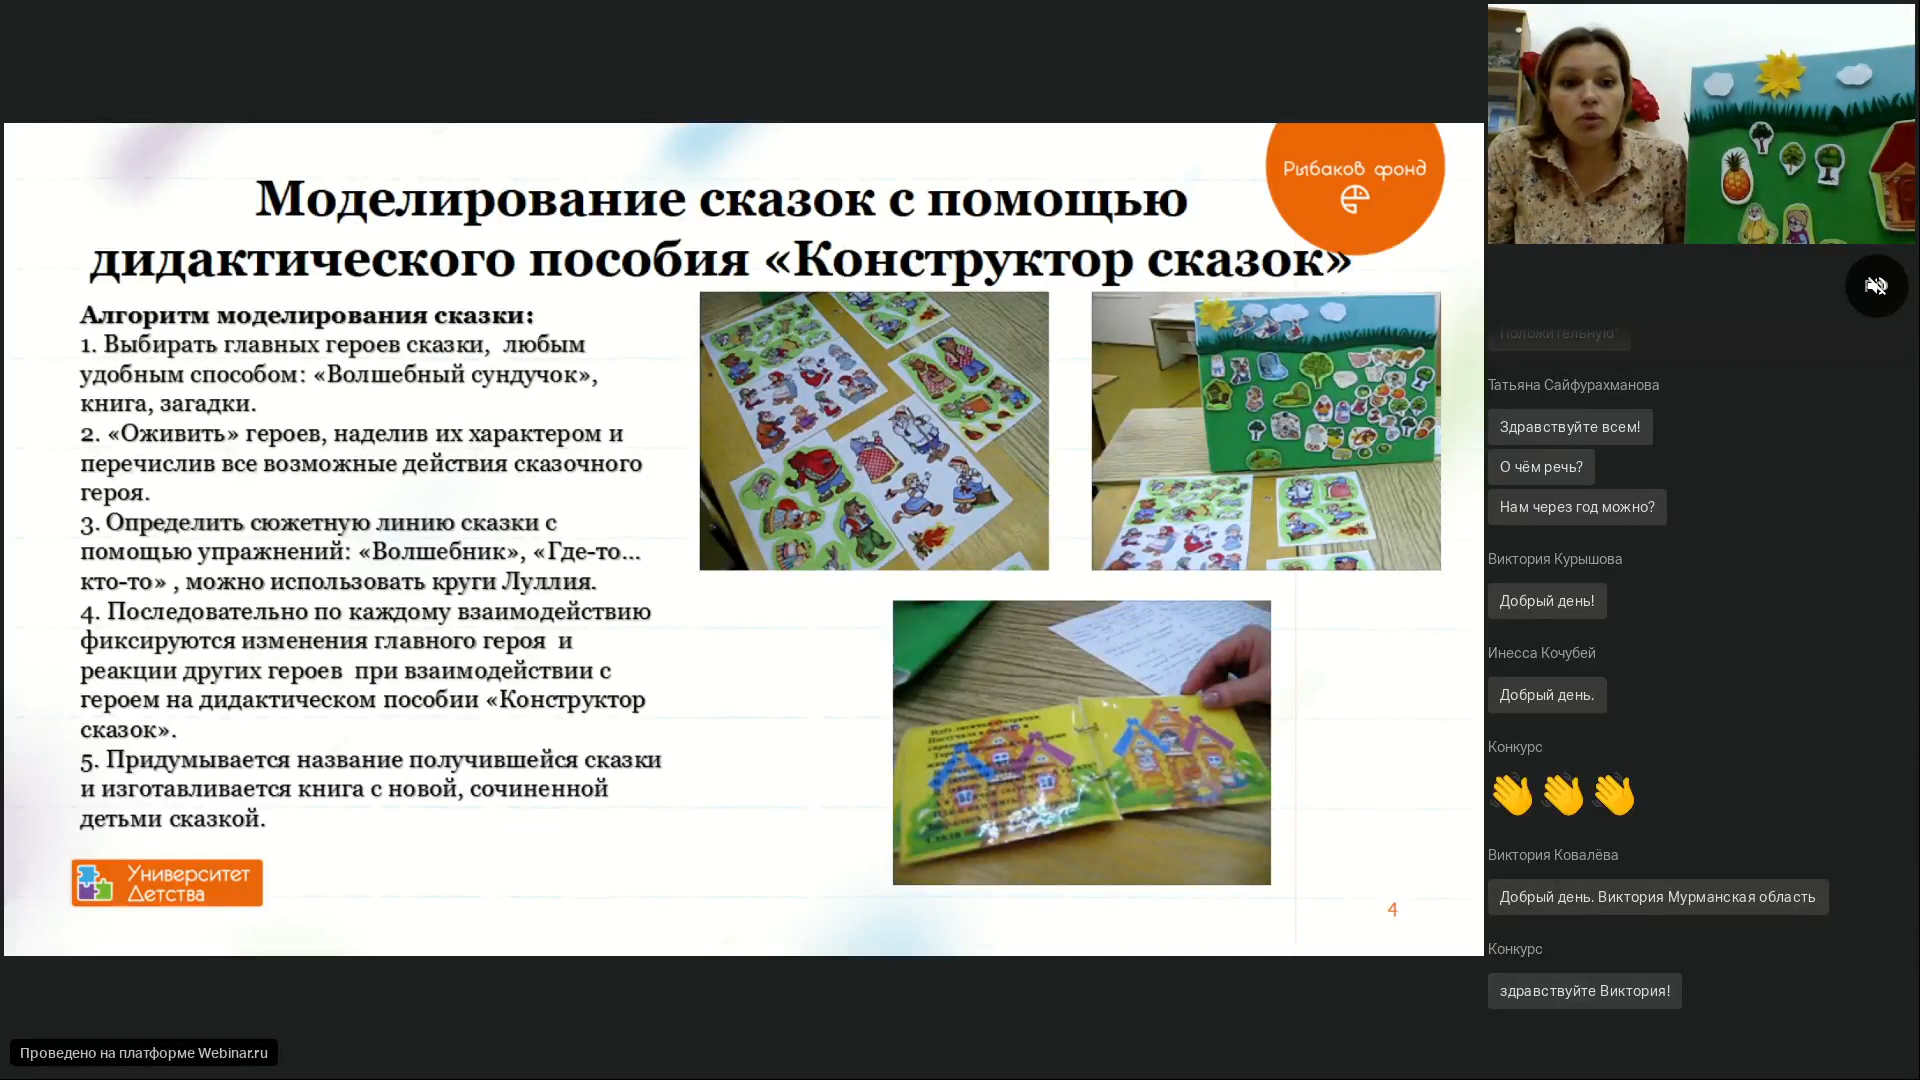 Рыбаков фонд
Моделирование сказок с помощью
дидактического пособия «Конструктор сказок»
Алгоритм моделирования сказки:
1. Выбирать главных героев сказки,  любым
удобным способом: «Волшебный сундучок»,
книга, загадки.
2. «Оживить» героев, наделив их характером и
перечислив все возможные действия сказочного
героя.
3. Определить сюжетную линию сказки с
помощью упражнений: «Волшебник», «Где-то...
кто-то» , можно использовать круги Луллия.
4. Последовательно по каждому взаимодействию
фиксируются изменения главного героя  и
реакции других героев  при взаимодействии с
героем на дидактическом пособии «Конструктор
сказок».
5. Придумывается название получившейся сказки
и изготавливается книга с новой, сочиненной
детьми сказкой.
Университет
Детства
4
Проведено на платформе Webinar.ru
Положительную*
Татьяна Сайфурахманова
Здравствуйте всем!
О чём речь?
Нам через год можно?
Виктория Курышова
Добрый день!
Инесса Кочубей
Добрый день.
Конкурс
Виктория Ковалёва
Добрый день. Виктория Мурманская область
Конкурс
здравствуйте Виктория!